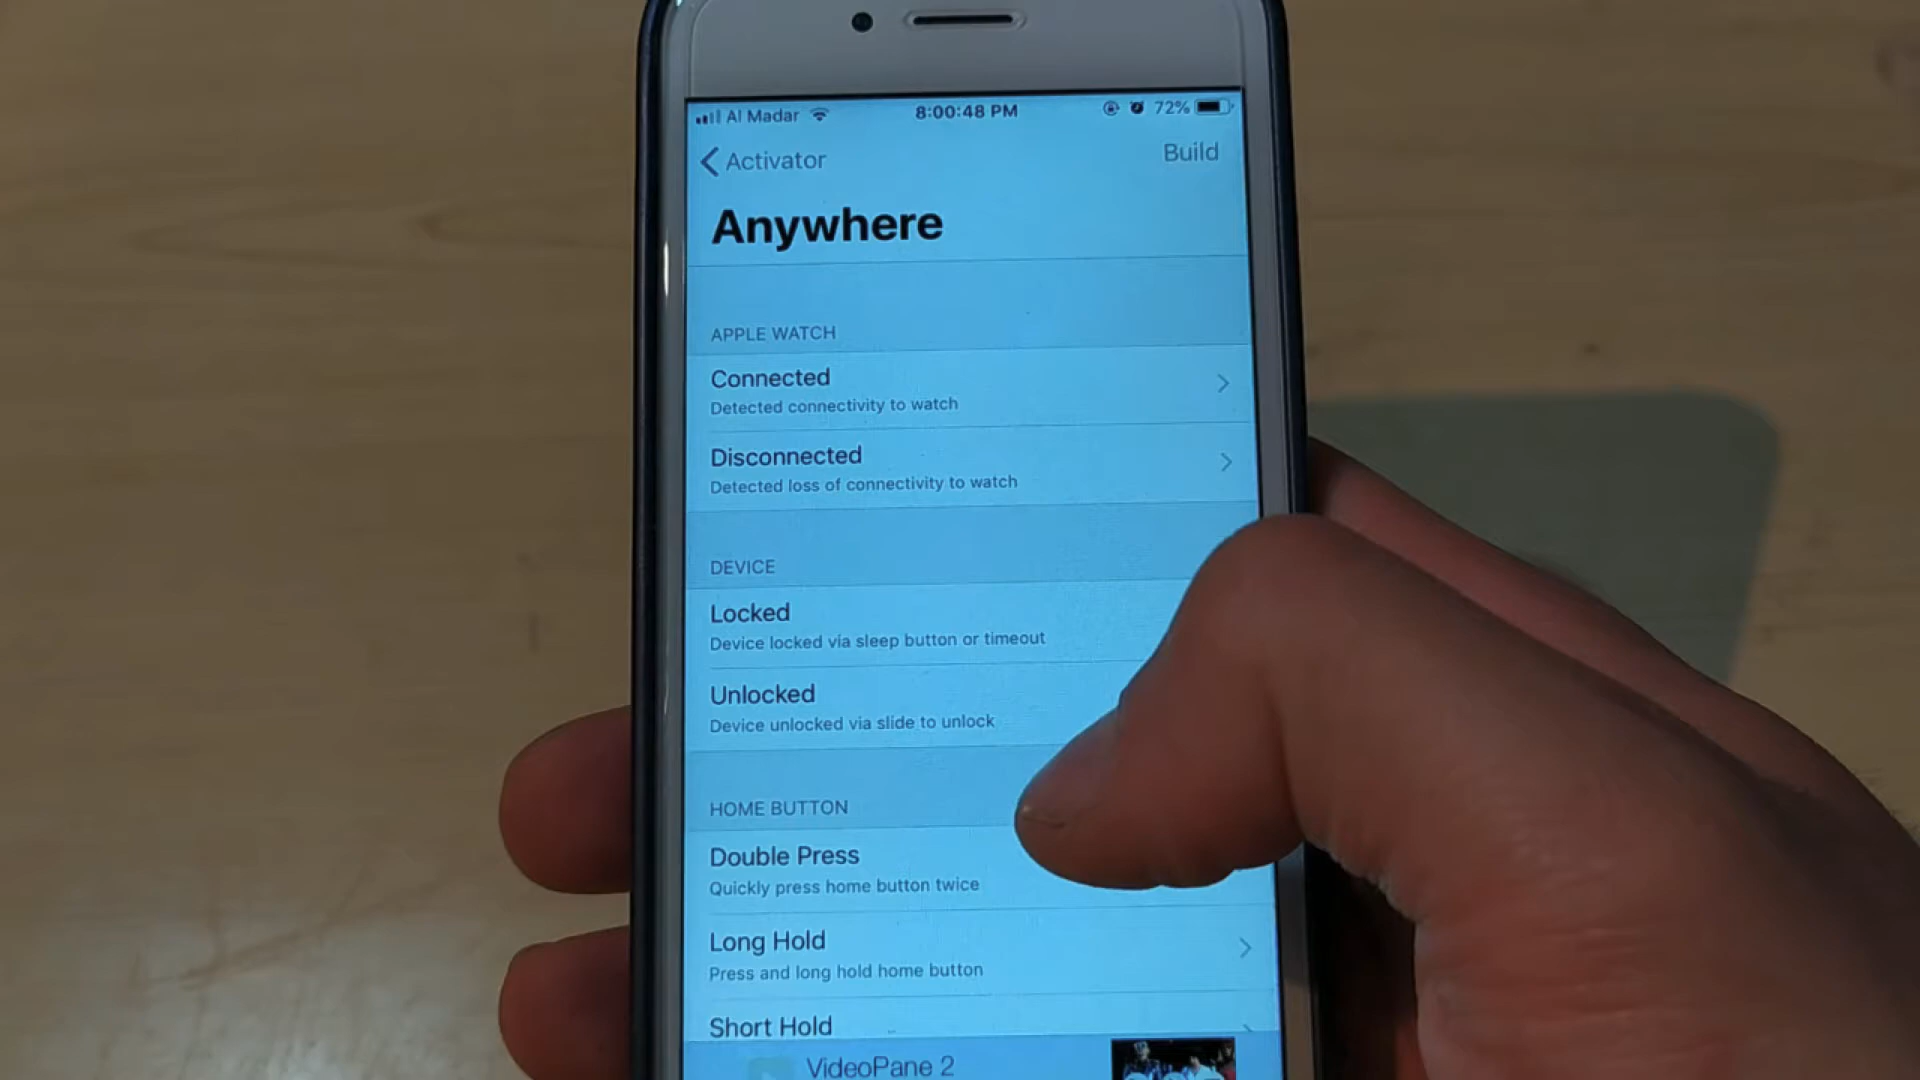 Al Madar 8:00:48 PM 72%
Activator Build
Anywhere
APPLE WATCH
Connected
Detected connectivity to watch
Disconnected
Detected loss of connectivity to watch
DEVICE
Locked
Device locked via sleep button or timeout
Unlocked
Device unlocked via slide to unlock
HOME BUTTON
Double Press
Quickly press home button twice
Long Hold
Press and long hold home button
Short Hold
VideoPane 2